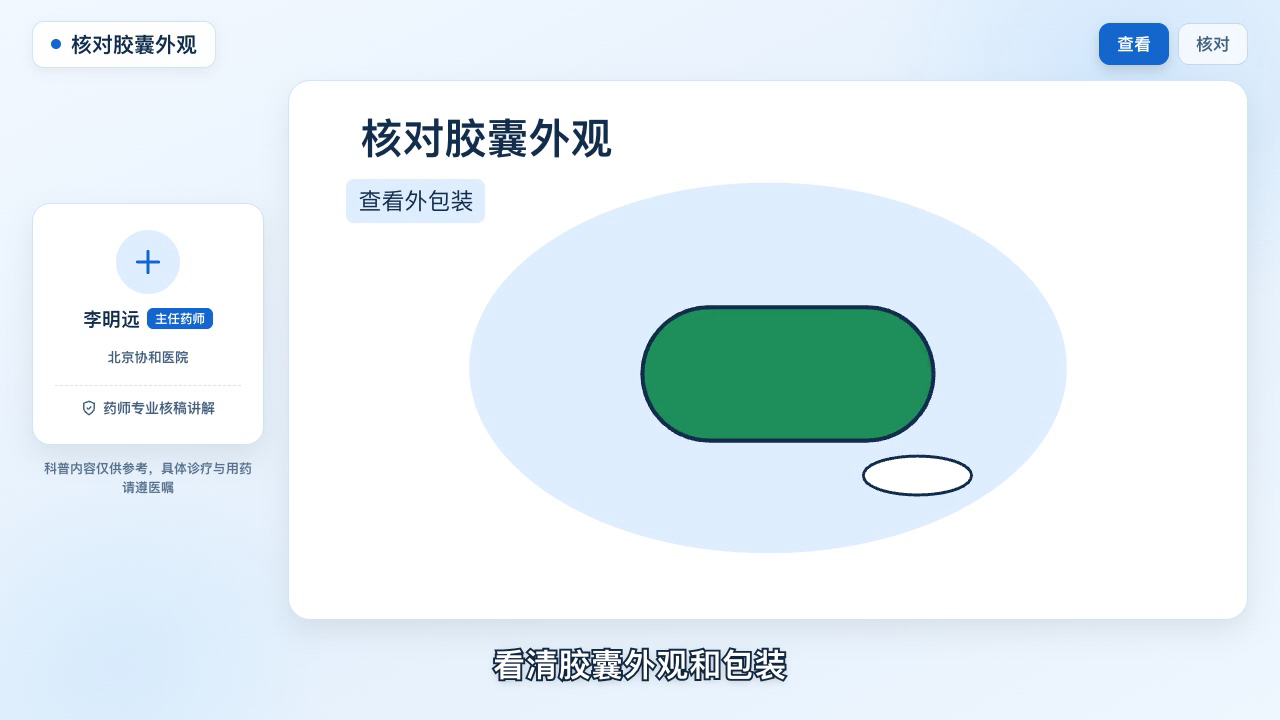 核对胶囊外观
查看
核对
核对胶囊外观
查看外包装
李明远 主任药师
北京协和医院
药师专业核稿讲解
科普内容仅供参考，具体诊疗与用药
请遵医嘱
看清胶囊外观和包装